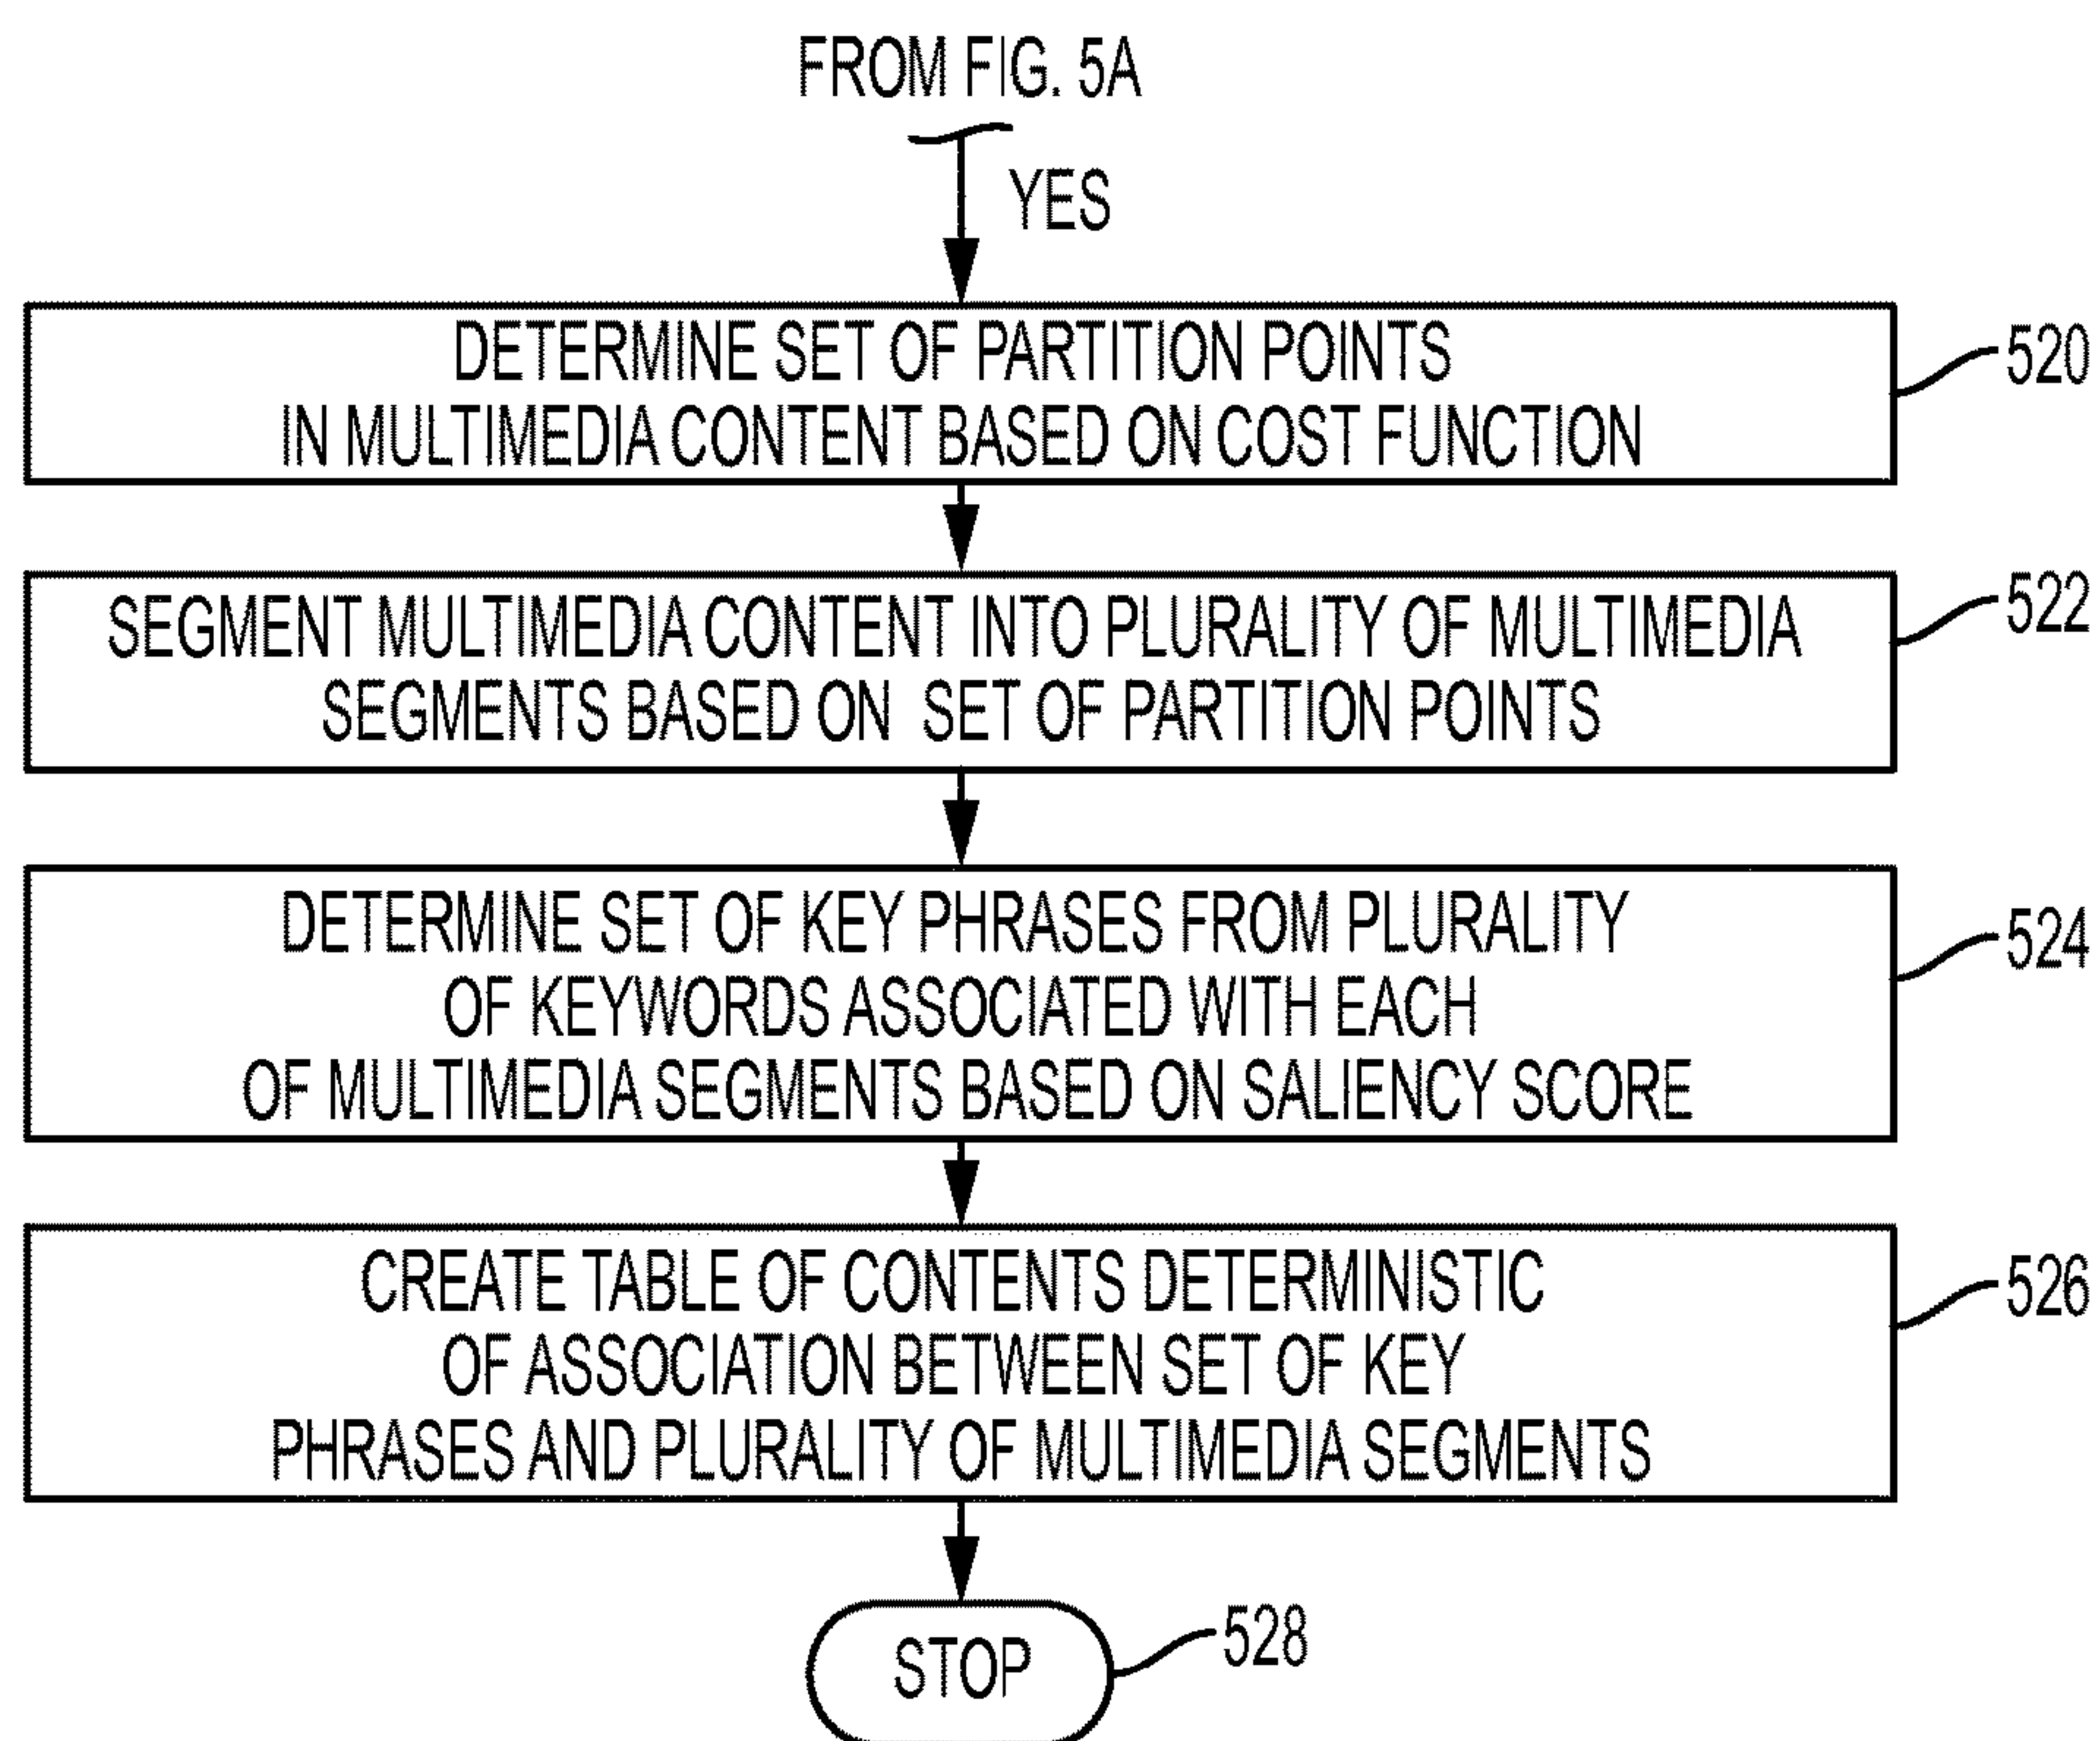 FROM FIG. 5A
YES
DETERMINE SET OF PARTITION POINTS
IN MULTIMEDIA CONTENT BASED ON COST FUNCTION
520
SEGMENT MULTIMEDIA CONTENT INTO PLURALITY OF MULTIMEDIA
SEGMENTS BASED ON SET OF PARTITION POINTS
522
DETERMINE SET OF KEY PHRASES FROM PLURALITY
OF KEYWORDS ASSOCIATED WITH EACH
OF MULTIMEDIA SEGMENTS BASED ON SALIENCY SCORE
524
CREATE TABLE OF CONTENTS DETERMINISTIC
OF ASSOCIATION BETWEEN SET OF KEY
PHRASES AND PLURALITY OF MULTIMEDIA SEGMENTS
526
STOP
528